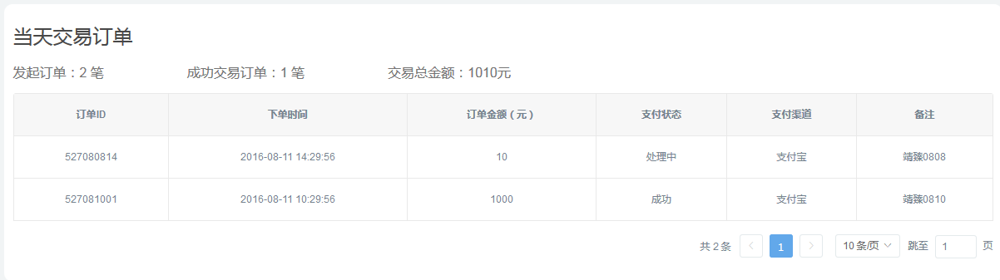 当天交易订单
发起订单：2 笔 成功交易订单：1 笔 交易总金额：1010元
订单ID 下单时间 订单金额（元） 支付状态 支付渠道 备注
527080814 2016-08-11 14:29:56 10 处理中 支付宝 靖臻0808
527081001 2016-08-11 10:29:56 1000 成功 支付宝 靖臻0810
共 2 条 1 10 条/页 跳至 1 页